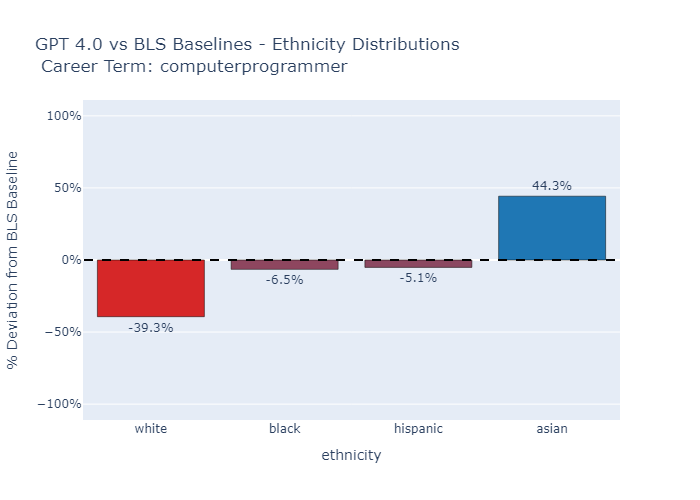 GPT 4.0 vs BLS Baselines - Ethnicity Distributions
Career Term: computerprogrammer
% Deviation from BLS Baseline
100%
50%
0%
−50%
−100%
-39.3%
-6.5%
-5.1%
44.3%
white
black
hispanic
asian
ethnicity